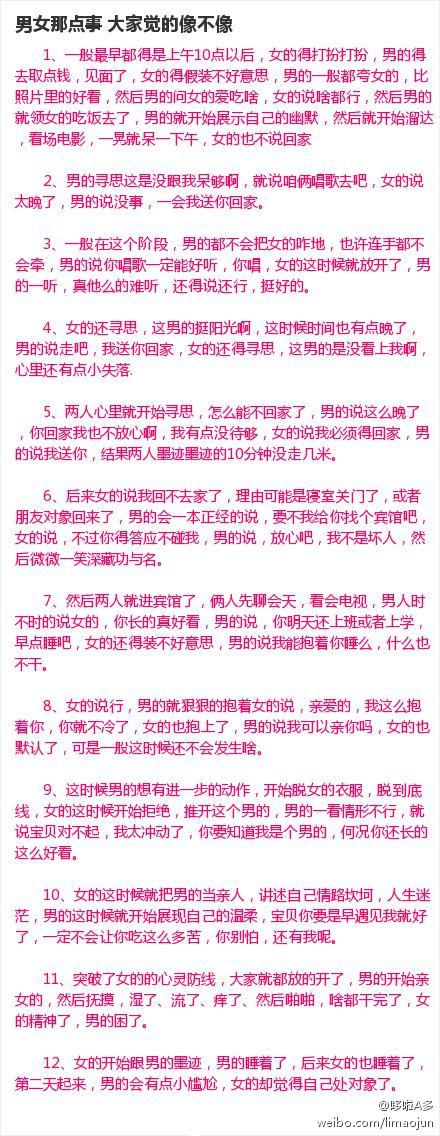 男女那点事 大家觉的像不像
1、一般最早都得是上午10点以后，女的得打扮打扮，男的得
去取点钱，见面了，女的得假装不好意思，男的一般都夸女的，比
照片里的好看，然后男的问女的爱吃啥，女的说啥都行，然后男的
就领女的吃饭去了，男的就开始展示自己的幽默，然后就开始溜达
，看场电影，一晃就呆一下午，女的也不说回家
2、男的寻思这是没跟我呆够啊，就说咱俩唱歌去吧，女的说
太晚了，男的说没事，一会我送你回家。
3、一般在这个阶段，男的都不会把女的咋地，也许连手都不
会牵，男的说你唱歌一定能好听，你唱，女的这时候就放开了，男的
一听，真他么的难听，还得说还行，挺好的。
4、女的还寻思，这男的挺阳光啊，这时候时间也有点晚了，
男的说走吧，我送你回家，女的还得寻思，这男的是没看上我啊，
心里还有点小失落.
5、两人心里就开始寻思，怎么能不回家了，男的说这么晚了
，你回家我也不放心啊，我有点没待够，女的说我必须得回家，男
的说我送你，结果两人墨迹墨迹的10分钟没走几米。
6、后来女的说我回不去家了，理由可能是寝室关门了，或者
朋友对象回来了，男的会一本正经的说，要不我给你找个宾馆吧，
女的说，不过你得答应不碰我，男的说，放心吧，我不是坏人，然
后微微一笑深藏功与名。
7、然后两人就进宾馆了，俩人先聊会天，看会电视，男人时
不时的说女的，你长的真好看，男的说，你明天还上班或者上学，
早点睡吧，女的还得装不好意思，男的说我能抱着你睡么，什么也
不干。
8、女的说行，男的就狠狠的抱着女的说，亲爱的，我这么抱
着你，你就不冷了，女的也抱上了，男的说我可以亲你吗，女的也
默认了，可是一般这时候还不会发生啥。
9、这时候男的想有进一步的动作，开始脱女的衣服，脱到底
线，女的这时候开始拒绝，推开这个男的，男的一看情形不行，就
说宝贝对不起，我太冲动了，你要知道我是个男的，何况你还长的
这么好看。
10、女的这时候就把男的当亲人，讲述自己情路坎坷，人生迷
茫，男的这时候就开始展现自己的温柔，宝贝你要是早遇见我就好
了，一定不会让你吃这么多苦，你别怕，还有我呢。
11、突破了女的的心灵防线，大家就都放的开了，男的开始亲
女的，然后抚摸，湿了、流了、痒了、然后啪啪，啥都干完了，女
的精神了，男的困了。
12、女的开始跟男的墨迹，男的睡着了，后来女的也睡着了，
第二天起来，男的会有点小尴尬，女的却觉得自己处对象了。
@哆啦A多
weibo.com/limaojun